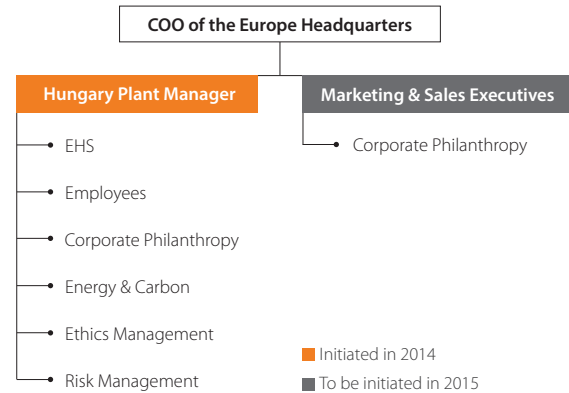 COO of the Europe Headquarters
Hungary Plant Manager
EHS
Employees
Corporate Philanthropy
Energy & Carbon
Ethics Management
Risk Management
Marketing & Sales Executives
Corporate Philanthropy
Initiated in 2014
To be initiated in 2015